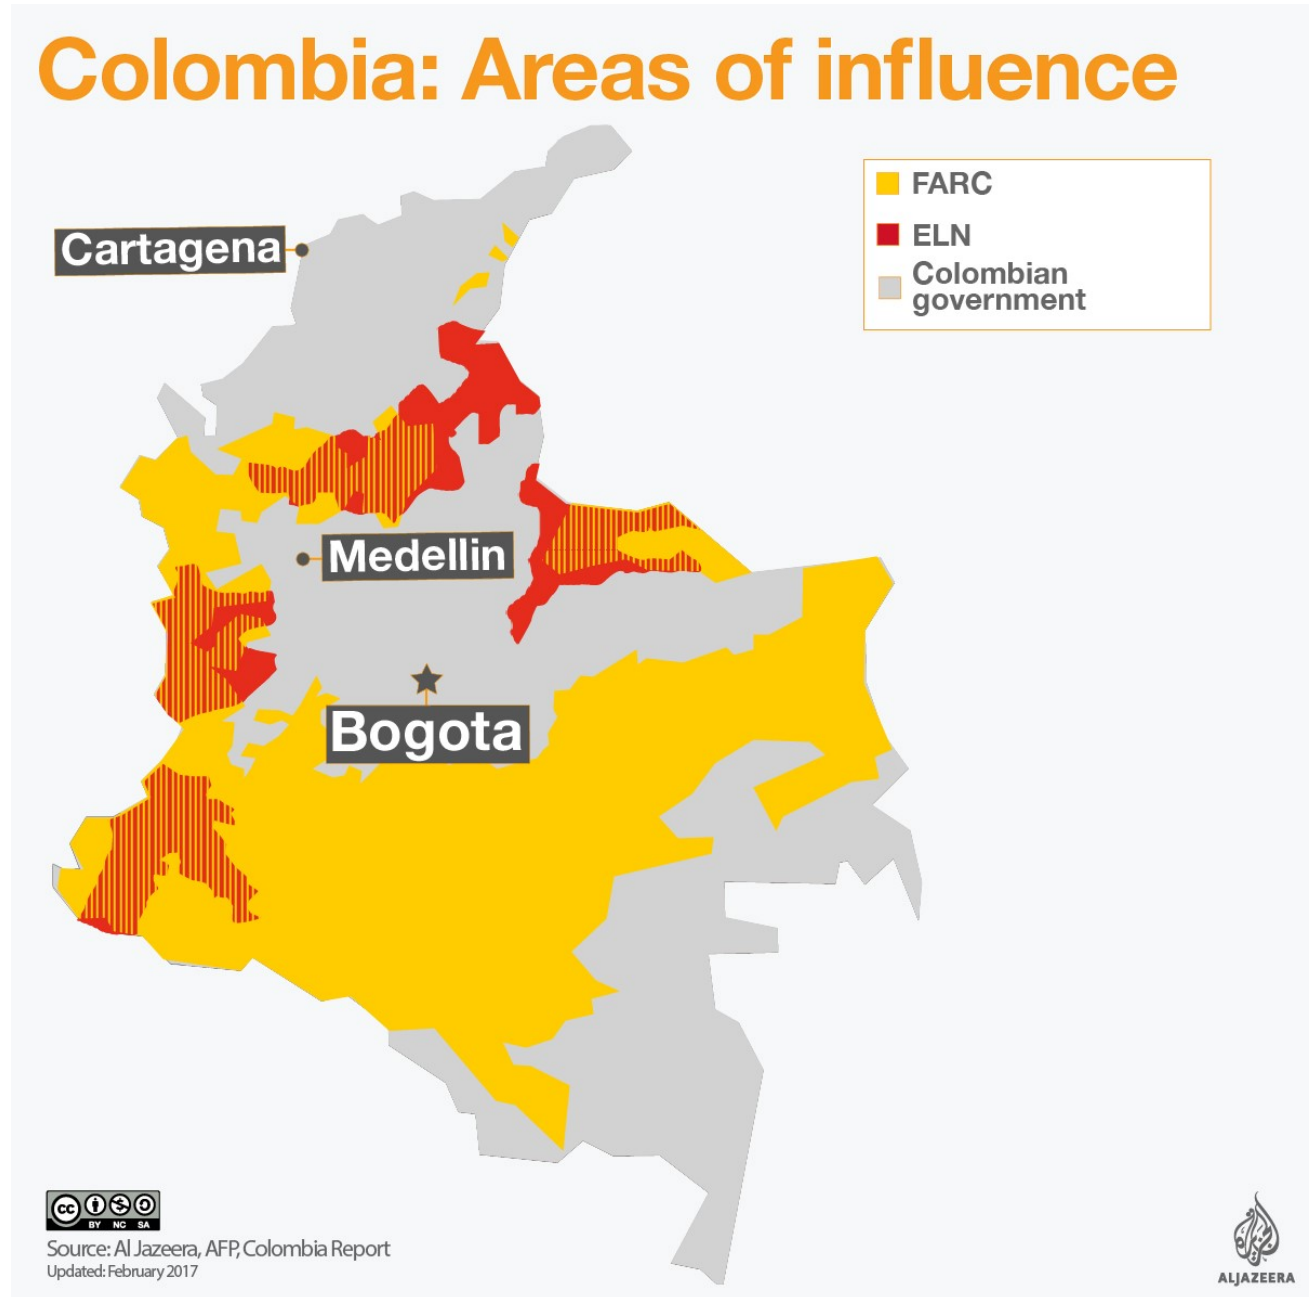 Colombia: Areas of influence
FARC
ELN
Colombian
government
Cartagena
Medellin
Bogota
cc
BY NC SA
Source: Al Jazeera, AFP, Colombia Report
Updated: February 2017
ALJAZEERA